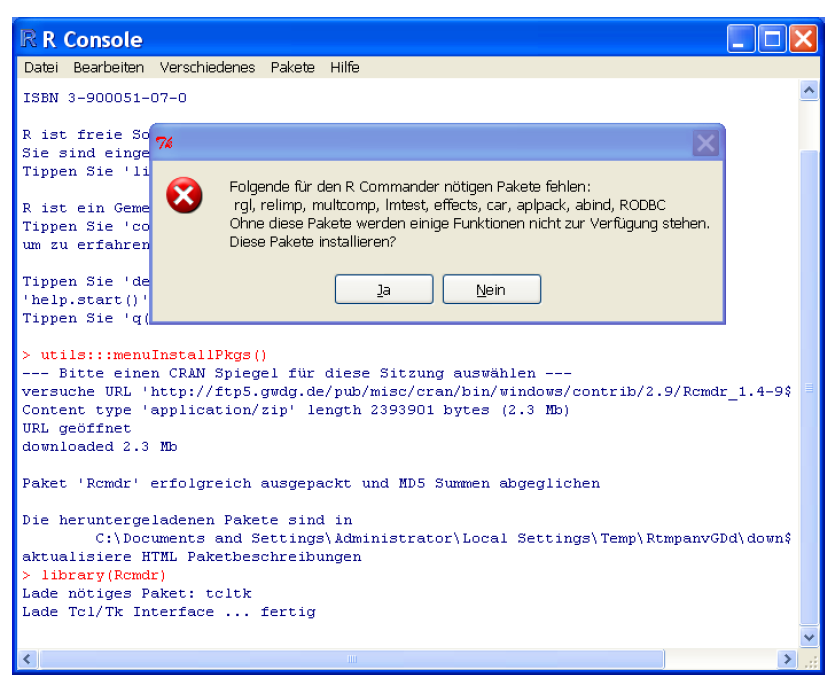 R Console
Datei Bearbeiten Verschiedenes Pakete Hilfe
ISBN 3-900051-07-0
R ist freie So
Sie sind einge
Tippen Sie 'li
R ist ein Geme
Tippen Sie 'co
um zu erfahren
Tippen Sie 'de
'help.start()'
Tippen Sie 'q(
Folgende für den R Commander nötigen Pakete fehlen:
rgl, relimp, multcomp, lmtest, effects, car, aplpack, abind, RODBC
Ohne diese Pakete werden einige Funktionen nicht zur Verfügung stehen.
Diese Pakete installieren?
Ja Nein
> utils:::menuInstallPkgs()
--- Bitte einen CRAN Spiegel für diese Sitzung auswählen ---
versuche URL 'http://ftp5.gwdg.de/pub/misc/cran/bin/windows/contrib/2.9/Rcmdr_1.4-9$
Content type 'application/zip' length 2393901 bytes (2.3 Mb)
URL geöffnet
downloaded 2.3 Mb
Paket 'Rcmdr' erfolgreich ausgepackt und MD5 Summen abgeglichen
Die heruntergeladenen Pakete sind in
C:\Documents and Settings\Administrator\Local Settings\Temp\RtmpanvGDd\down$
aktualisiere HTML Paketbeschreibungen
> library(Rcmdr)
Lade nötiges Paket: tcltk
Lade Tcl/Tk Interface ... fertig